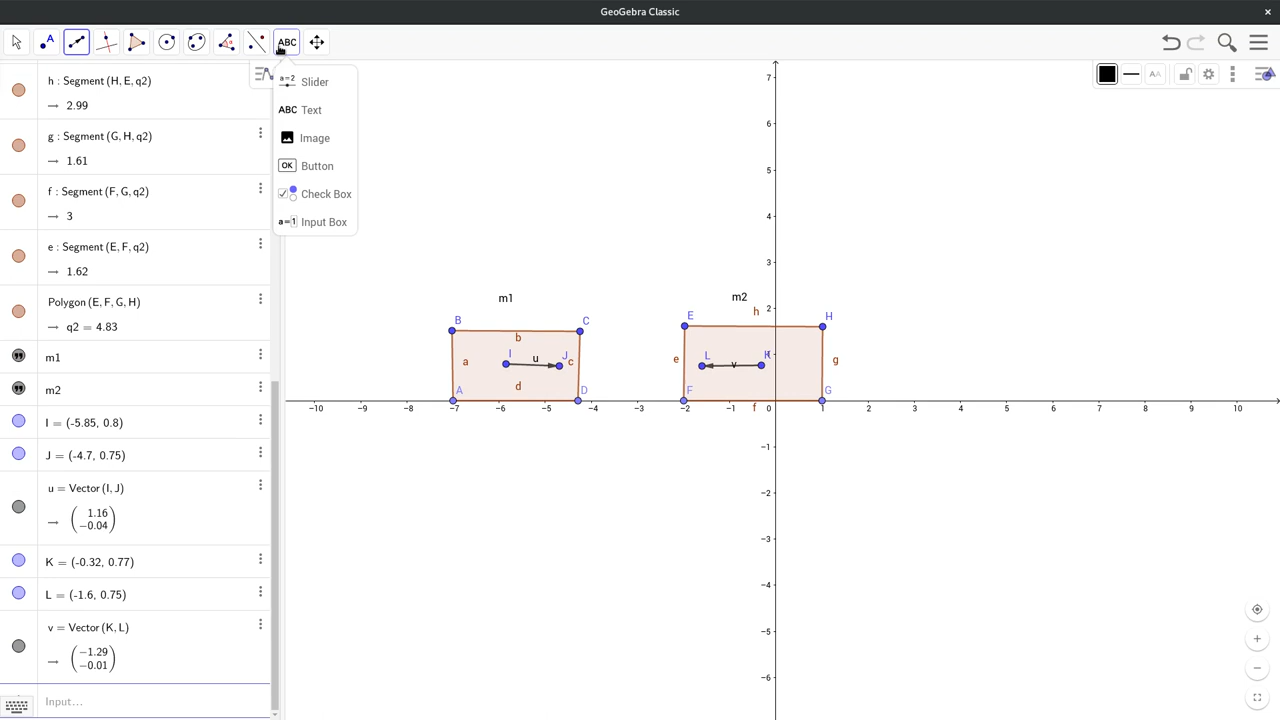 GeoGebra Classic
ABC
a=2 Slider
ABC Text
Image
OK Button
Check Box
a=1 Input Box
AA
h : Segment (H, E, q2)
→ 2.99
g : Segment (G, H, q2)
→ 1.61
f : Segment (F, G, q2)
→ 3
e : Segment (E, F, q2)
→ 1.62
Polygon (E, F, G, H)
→ q2 = 4.83
m1
m2
I = (-5.85, 0.8)
J = (-4.7, 0.75)
u = Vector (I, J)
→ (1.16
−0.04)
K = (-0.32, 0.77)
L = (-1.6, 0.75)
v = Vector (K, L)
→ (−1.29
−0.01)
Input…
m1
B
C
b
a
I
u
J
c
d
A
D
m2
h
E
H
e
L
v
K
g
F
G
f
7
6
5
4
3
2
−10 −9 −8 −7 −6 −5 −4 −3 −2 −1 0 1 2 3 4 5 6 7 8 9 10
−1
−2
−3
−4
−5
−6